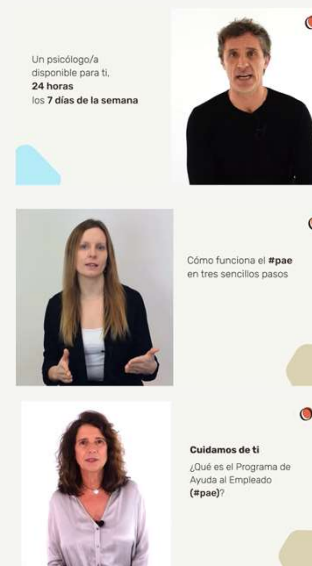 Un psicólogo/a
disponible para ti,
24 horas
los 7 días de la semana
Cómo funciona el #pae
en tres sencillos pasos
Cuidamos de ti
¿Qué es el Programa de
Ayuda al Empleado
(#pae)?